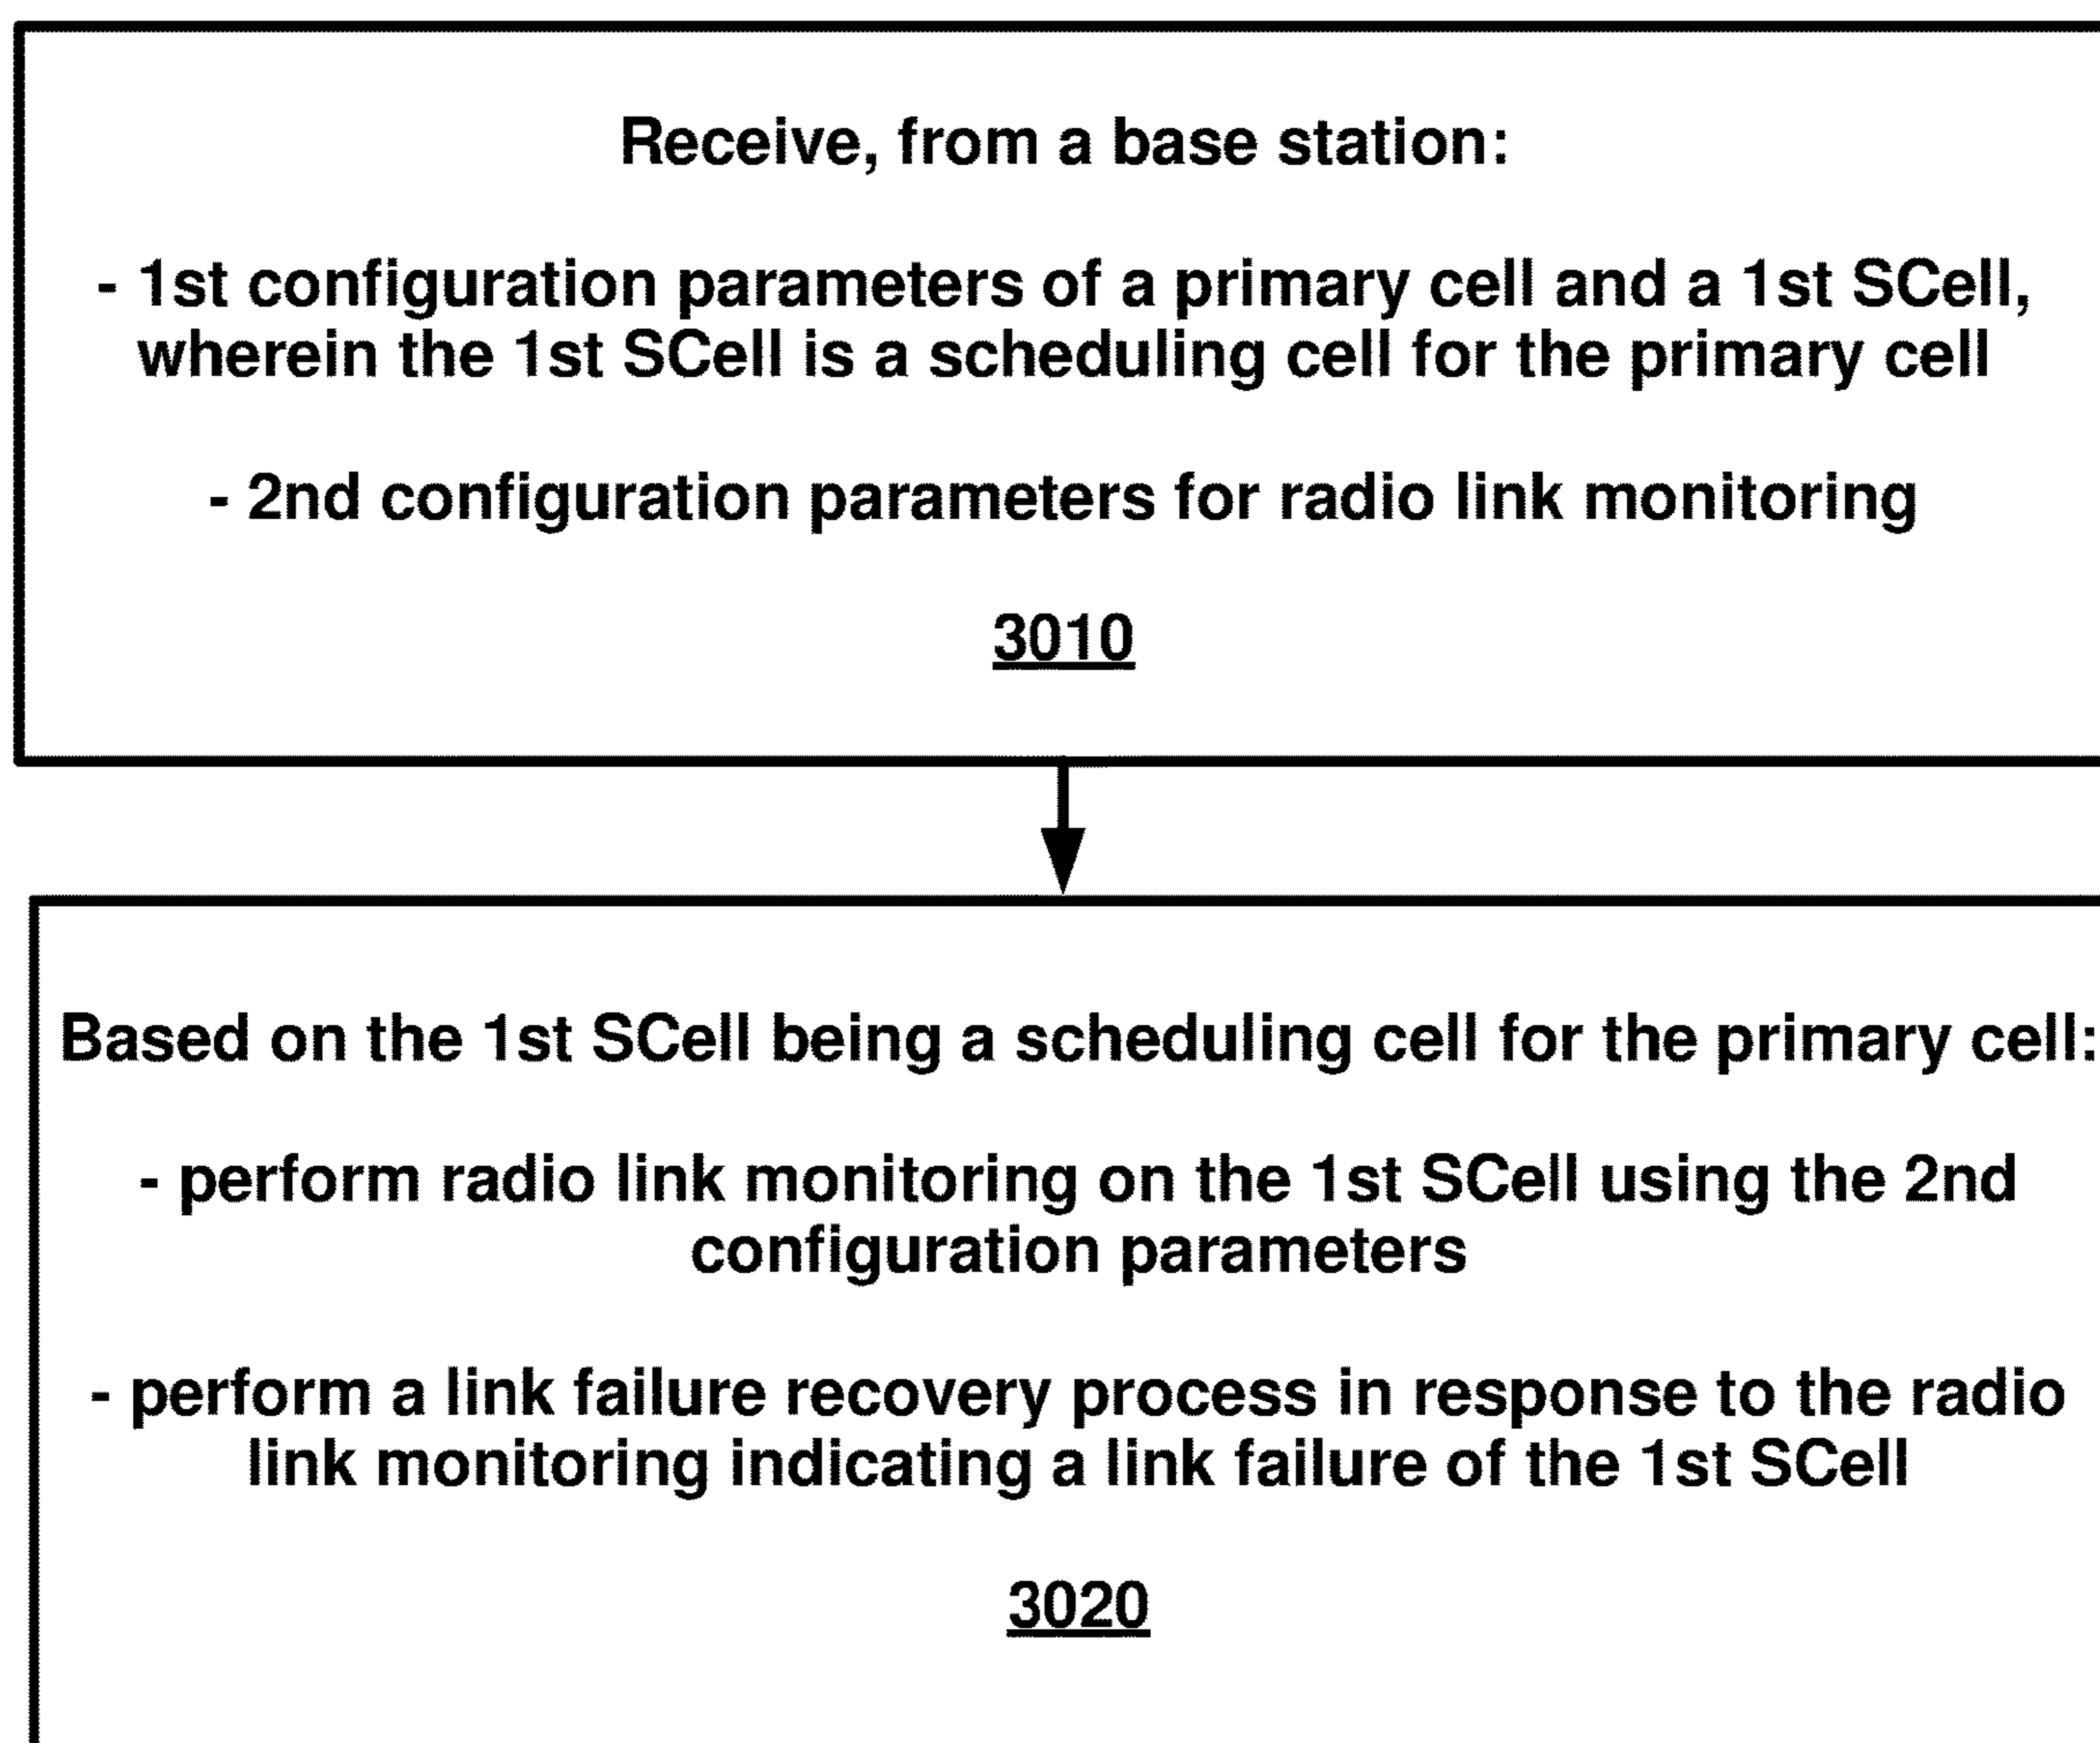 Receive, from a base station:
- 1st configuration parameters of a primary cell and a 1st SCell,
wherein the 1st SCell is a scheduling cell for the primary cell
- 2nd configuration parameters for radio link monitoring
3010
Based on the 1st SCell being a scheduling cell for the primary cell:
- perform radio link monitoring on the 1st SCell using the 2nd
configuration parameters
- perform a link failure recovery process in response to the radio
link monitoring indicating a link failure of the 1st SCell
3020